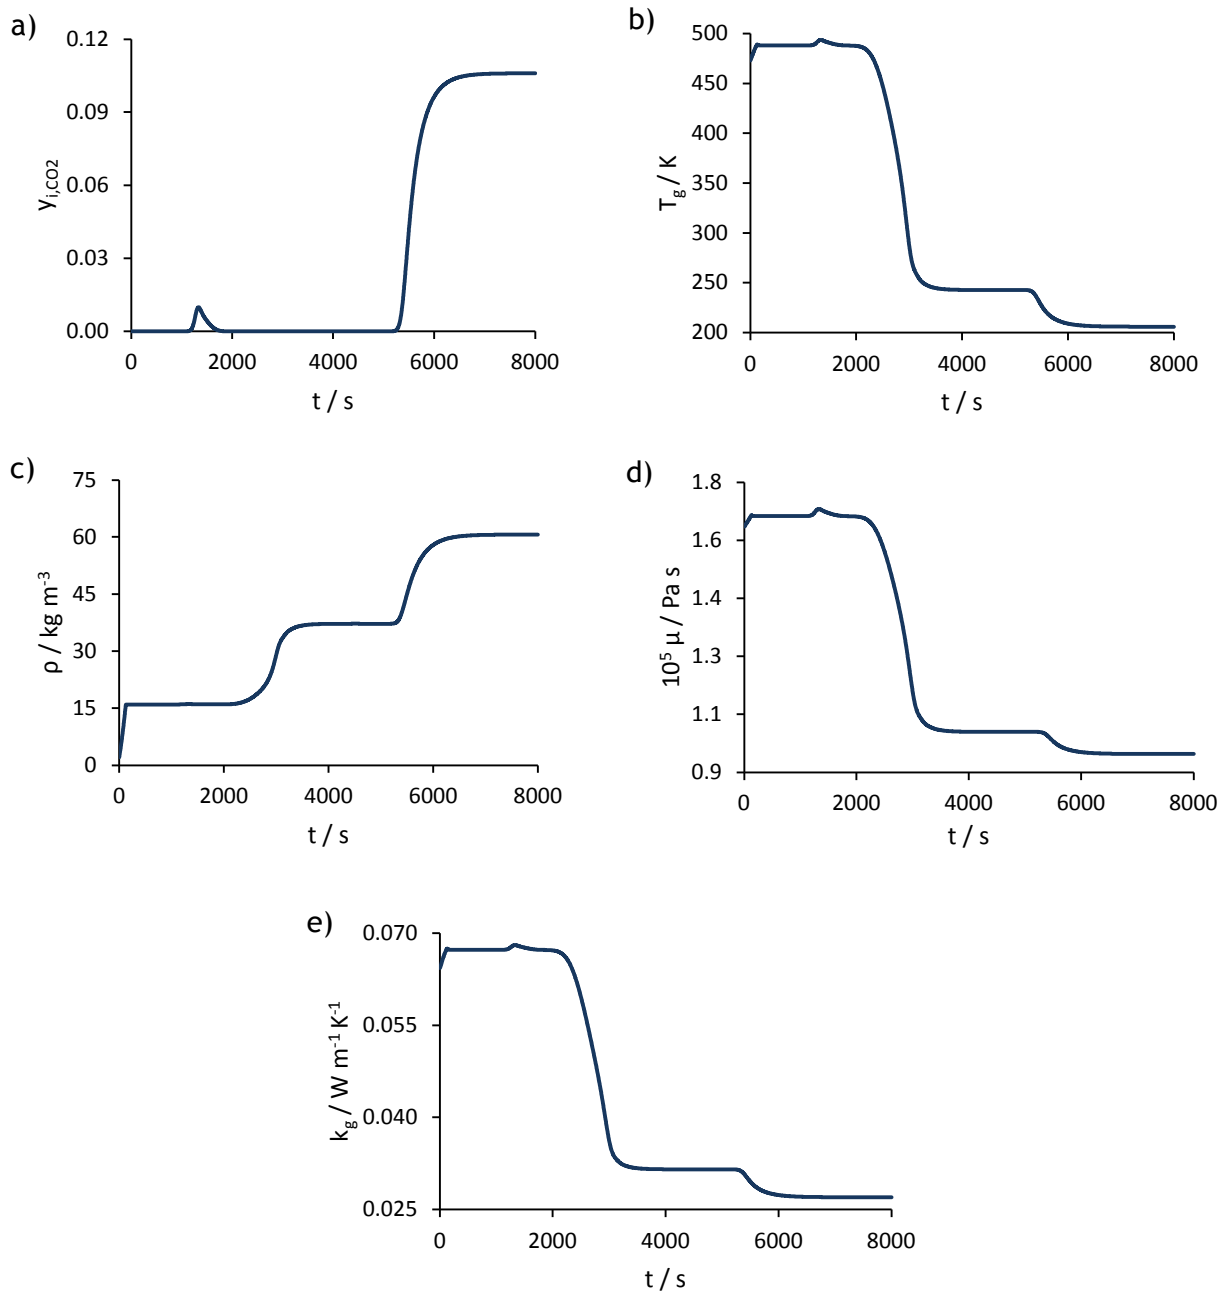 a)
0.12
0.09
0.06
0.03
0.00
y_i,CO2
0 2000 4000 6000 8000
t / s
b)
500
450
400
350
300
250
200
T_g / K
0 2000 4000 6000 8000
t / s
c)
75
60
45
30
15
0
ρ / kg m⁻³
0 2000 4000 6000 8000
t / s
d)
1.8
1.6
1.4
1.3
1.1
0.9
10⁵ μ / Pa s
0 2000 4000 6000 8000
t / s
e)
0.070
0.055
0.040
0.025
k_g / W m⁻¹ K⁻¹
0 2000 4000 6000 8000
t / s